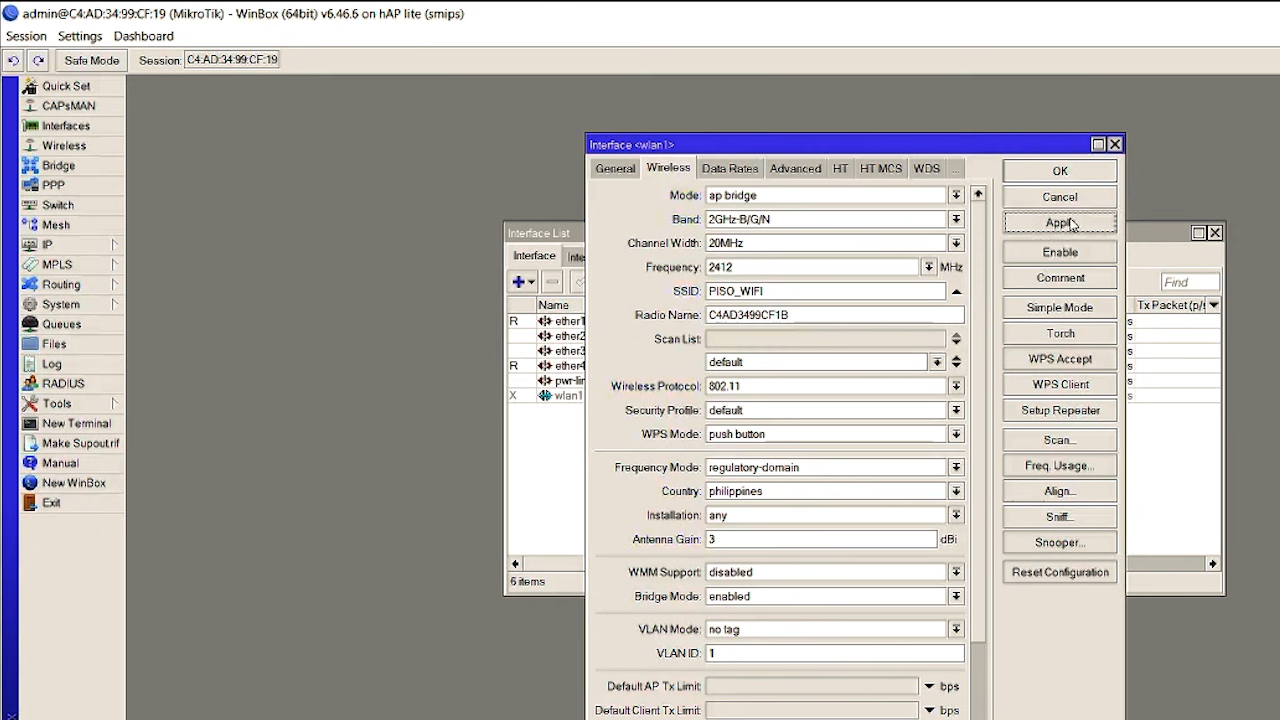 admin@C4:AD:34:99:CF:19 (MikroTik) - WinBox (64bit) v6.46.6 on hAP lite (smips)
Session Settings Dashboard
Safe Mode Session: C4:AD:34:99:CF:19
Quick Set
CAPsMAN
Interfaces
Wireless
Bridge
PPP
Switch
Mesh
IP
MPLS
Routing
System
Queues
Files
Log
RADIUS
Tools
New Terminal
Make Supout.rif
Manual
New WinBox
Exit
Interface List
Interface Inte
Find
Name
Tx Packet (p/s
R ether1
ether2
ether3
R ether4
pwr-lin
X wlan1
6 items
Interface <wlan1>
General Wireless Data Rates Advanced HT HT MCS WDS ...
Mode: ap bridge
Band: 2GHz-B/G/N
Channel Width: 20MHz
Frequency: 2412 MHz
SSID: PISO_WIFI
Radio Name: C4AD3499CF1B
Scan List:
default
Wireless Protocol: 802.11
Security Profile: default
WPS Mode: push button
Frequency Mode: regulatory-domain
Country: philippines
Installation: any
Antenna Gain: 3 dBi
WMM Support: disabled
Bridge Mode: enabled
VLAN Mode: no tag
VLAN ID: 1
Default AP Tx Limit: bps
Default Client Tx Limit: bps
OK
Cancel
Apply
Enable
Comment
Simple Mode
Torch
WPS Accept
WPS Client
Setup Repeater
Scan...
Freq. Usage...
Align...
Sniff...
Snooper...
Reset Configuration